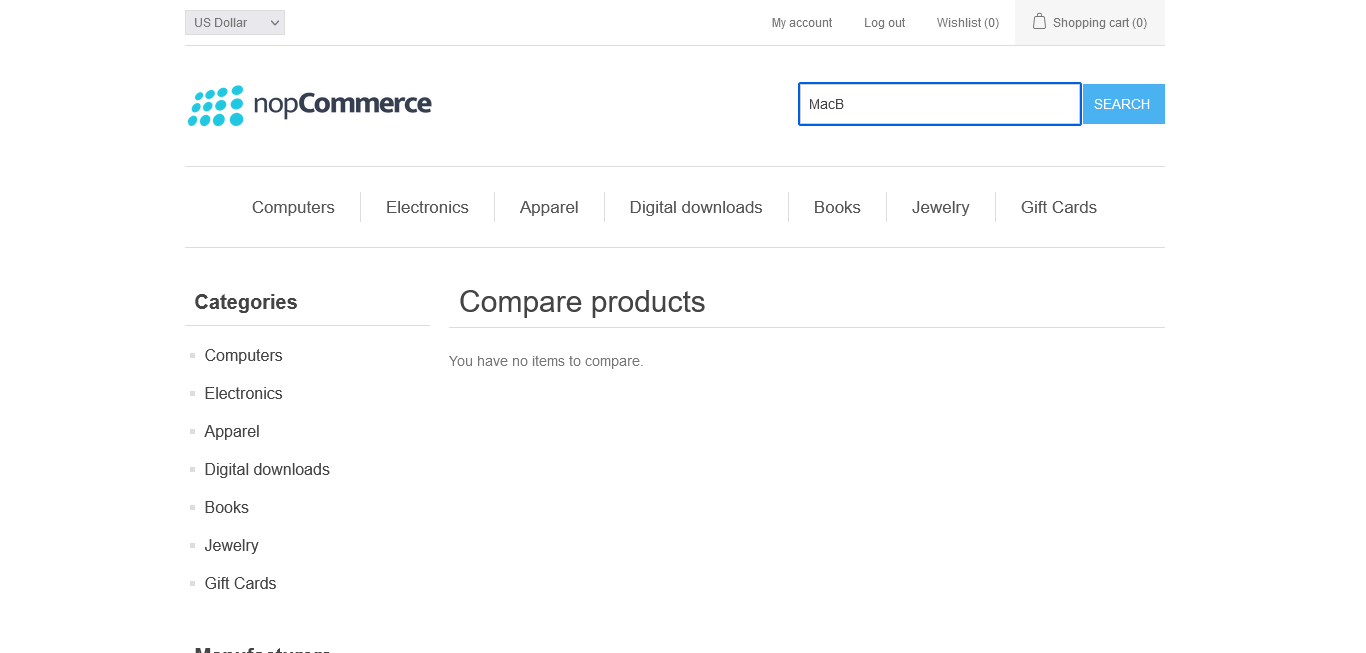 US Dollar
My account
Log out
Wishlist (0)
Shopping cart (0)
nopCommerce
MacB
SEARCH
Computers
Electronics
Apparel
Digital downloads
Books
Jewelry
Gift Cards
Categories
Computers
Electronics
Apparel
Digital downloads
Books
Jewelry
Gift Cards
Compare products
You have no items to compare.